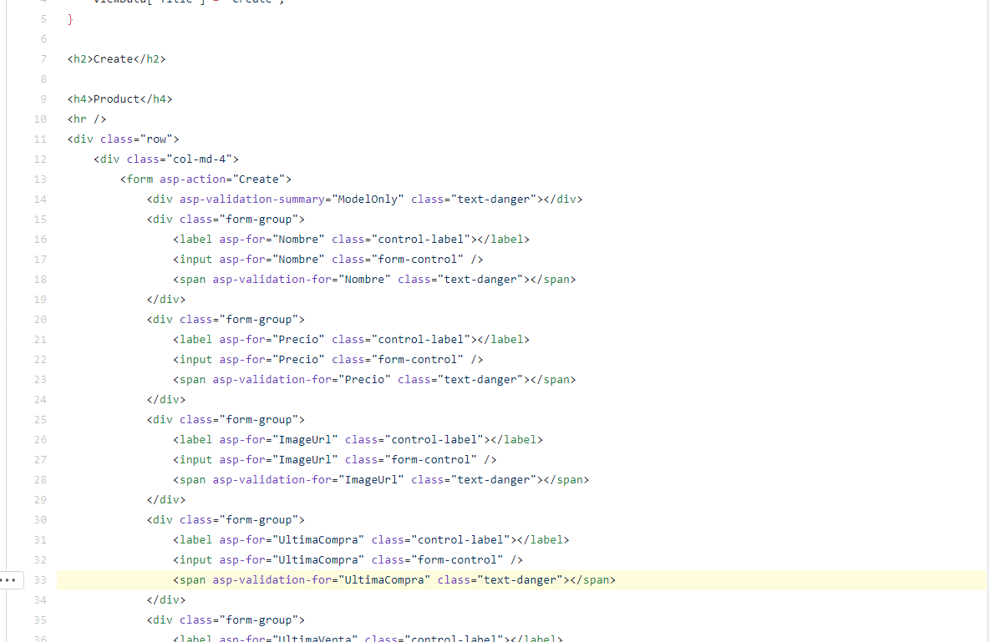 4 ViewData["Title"] = "Create";
5 }
6
7 <h2>Create</h2>
8
9 <h4>Product</h4>
10 <hr />
11 <div class="row">
12 <div class="col-md-4">
13 <form asp-action="Create">
14 <div asp-validation-summary="ModelOnly" class="text-danger"></div>
15 <div class="form-group">
16 <label asp-for="Nombre" class="control-label"></label>
17 <input asp-for="Nombre" class="form-control" />
18 <span asp-validation-for="Nombre" class="text-danger"></span>
19 </div>
20 <div class="form-group">
21 <label asp-for="Precio" class="control-label"></label>
22 <input asp-for="Precio" class="form-control" />
23 <span asp-validation-for="Precio" class="text-danger"></span>
24 </div>
25 <div class="form-group">
26 <label asp-for="ImageUrl" class="control-label"></label>
27 <input asp-for="ImageUrl" class="form-control" />
28 <span asp-validation-for="ImageUrl" class="text-danger"></span>
29 </div>
30 <div class="form-group">
31 <label asp-for="UltimaCompra" class="control-label"></label>
32 <input asp-for="UltimaCompra" class="form-control" />
33 <span asp-validation-for="UltimaCompra" class="text-danger"></span>
34 </div>
35 <div class="form-group">
36 <label asp-for="UltimaVenta" class="control-label"></label>